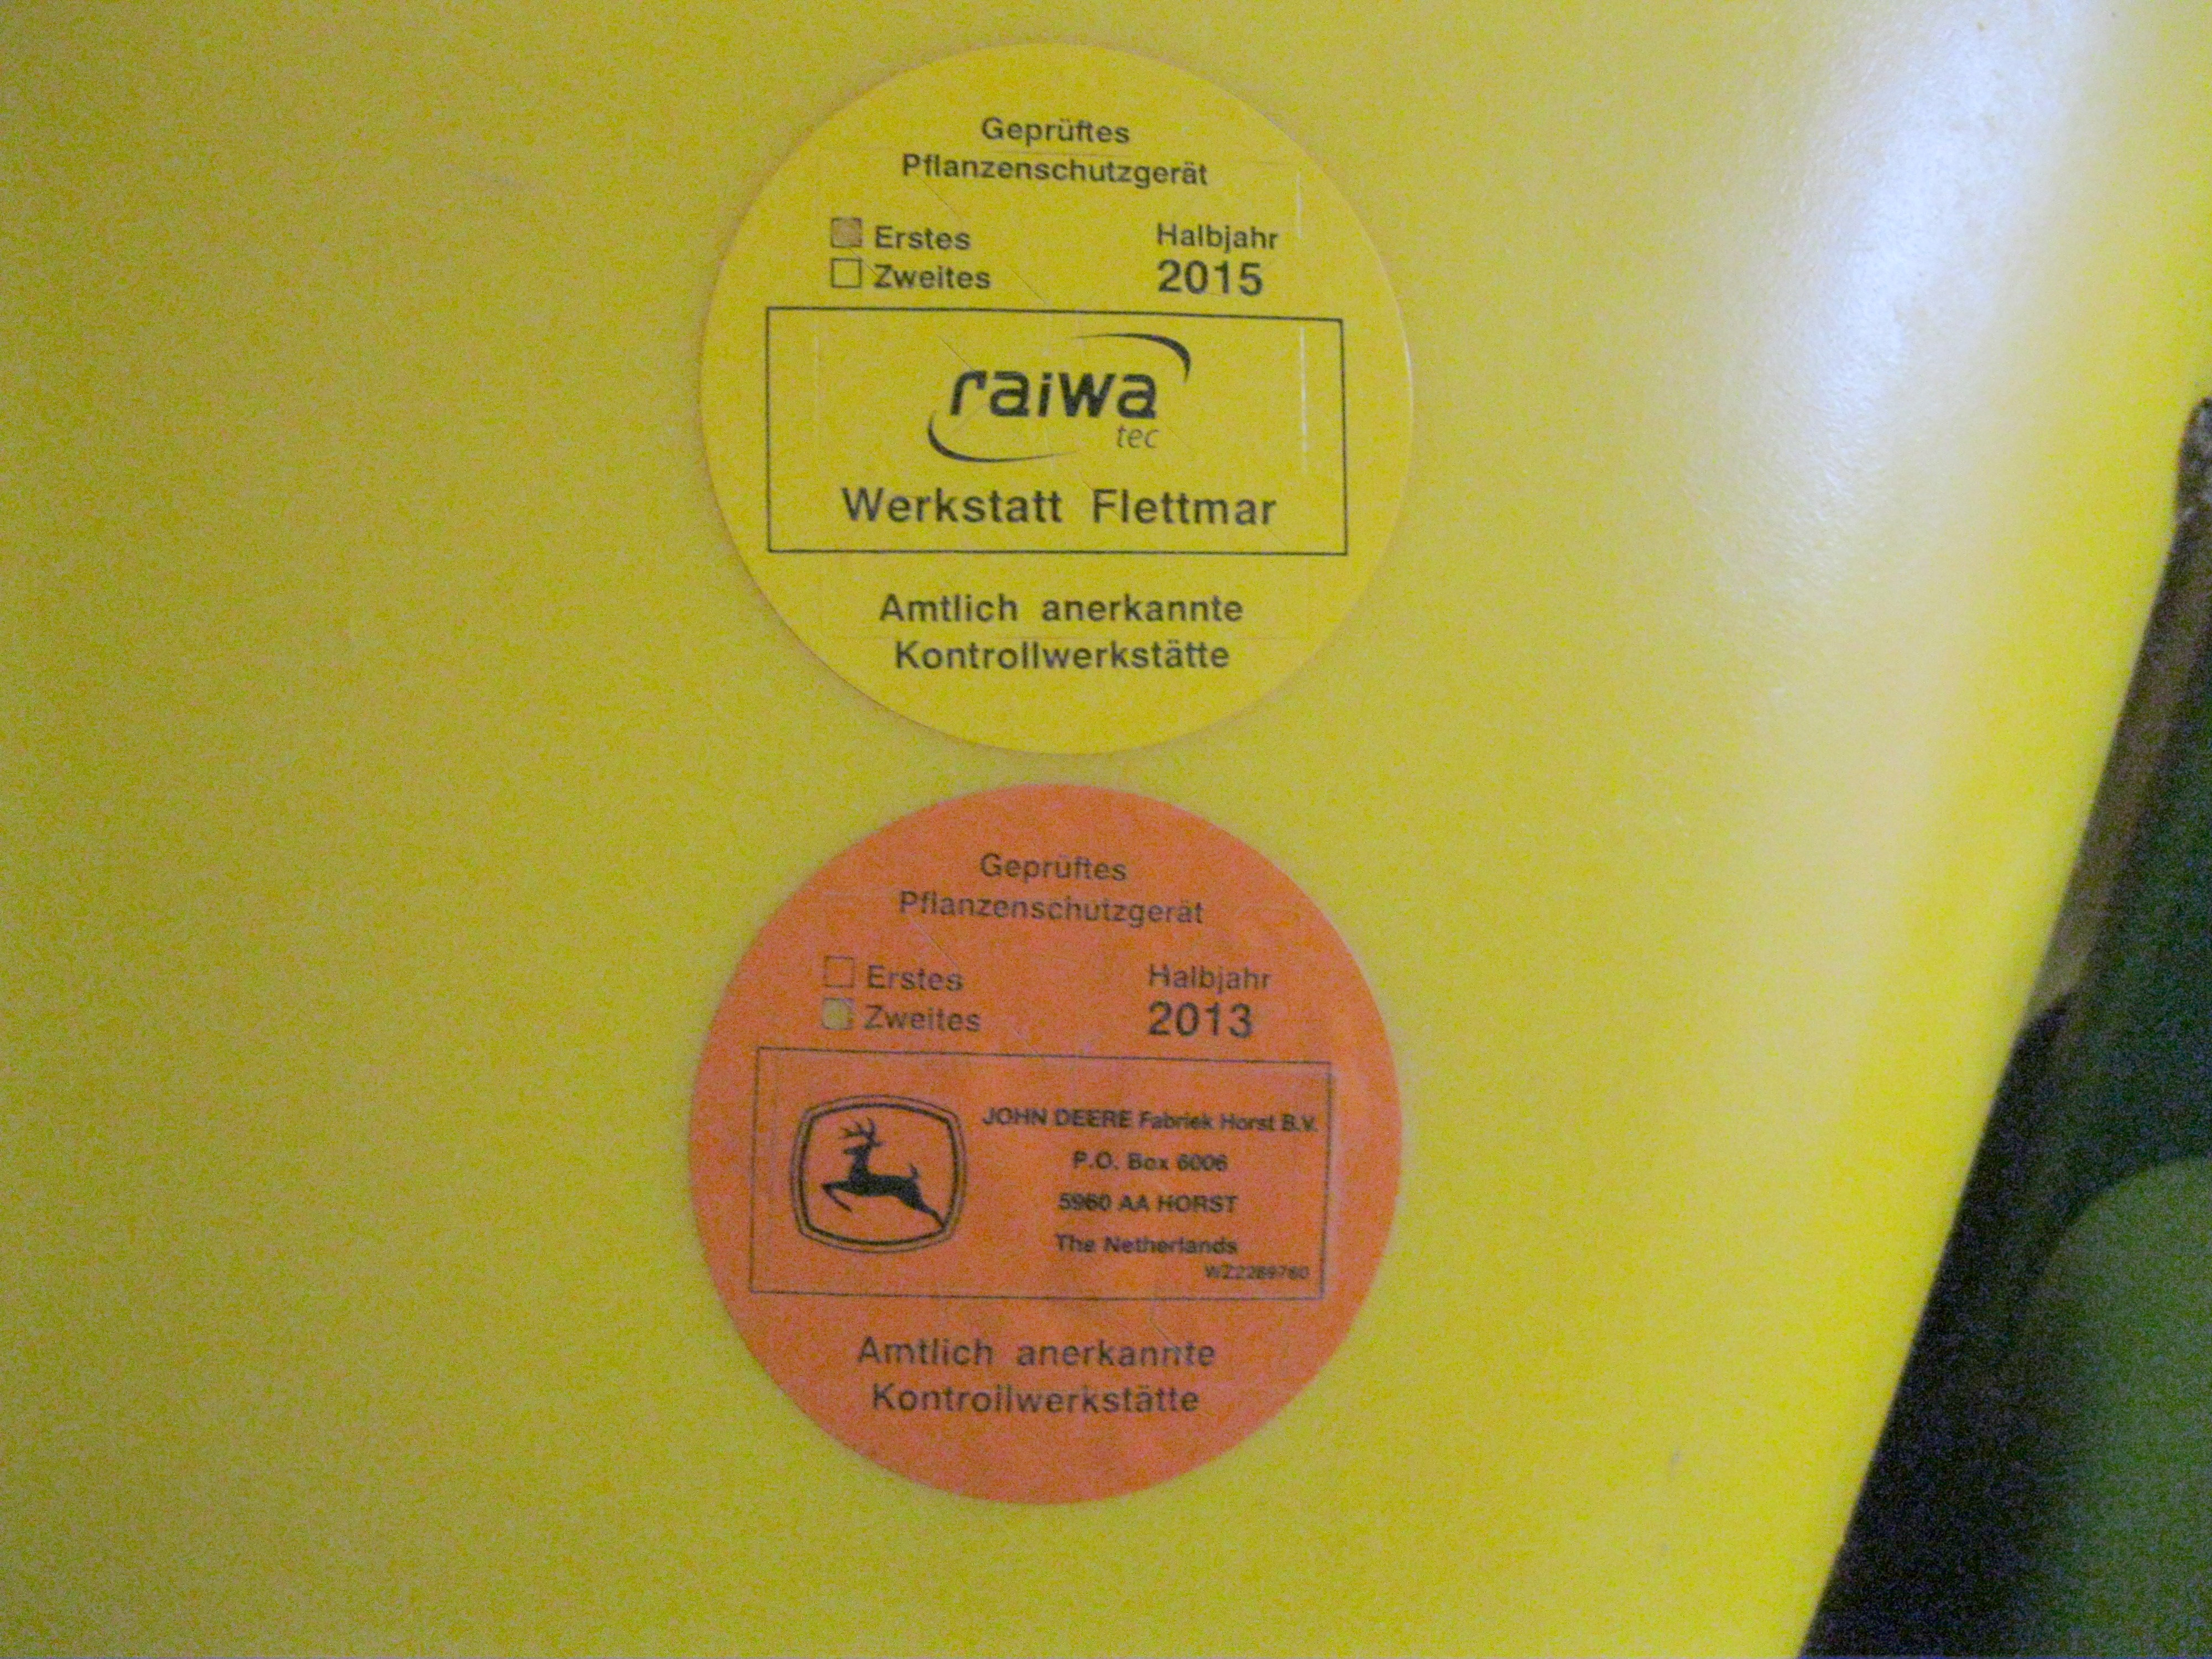 Geprüftes
Pflanzenschutzgerät
Erstes Halbjahr
Zweites 2015
raiwa
tec
Werkstatt Flettmar
Amtlich anerkannte
Kontrollwerkstätte
Geprüftes
Pflanzenschutzgerät
Erstes Halbjahr
Zweites 2013
JOHN DEERE Fabriek Horst B.V.
P.O. Box 6006
5960 AA HORST
The Netherlands
WZ2289760
Amtlich anerkannte
Kontrollwerkstätte